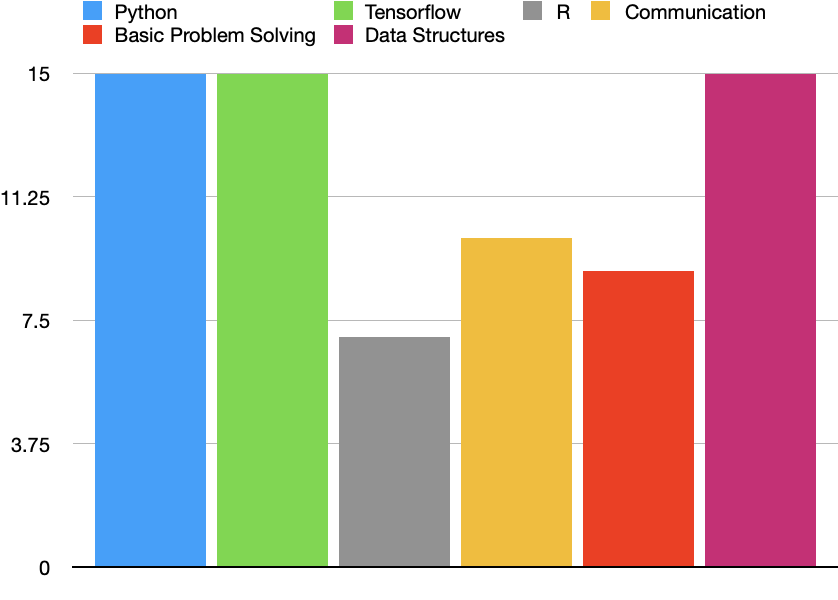 Python Tensorflow R Communication
Basic Problem Solving Data Structures
15
11.25
7.5
3.75
0